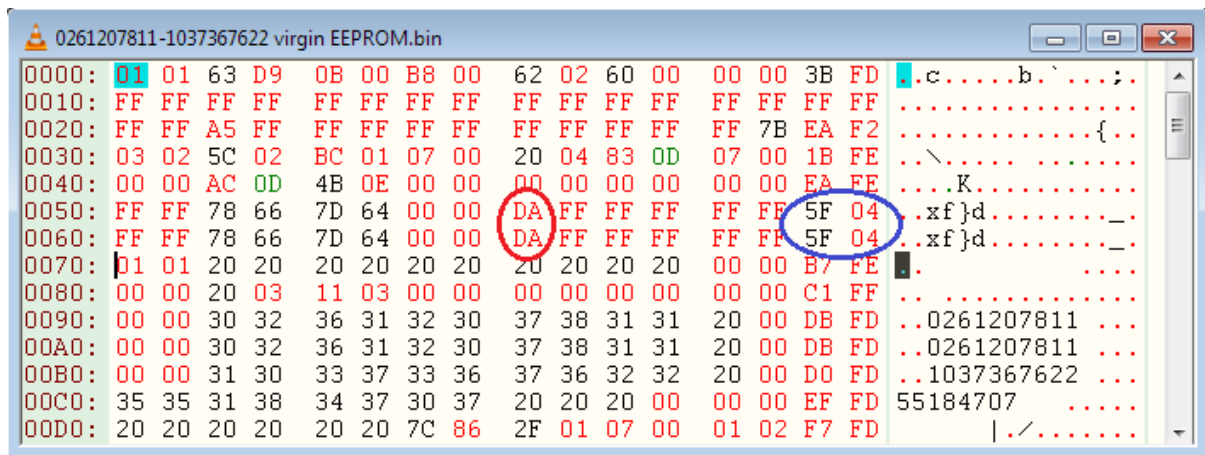 0261207811-1037367622 virgin EEPROM.bin
0000: 01 01 63 D9 0B 00 B8 00 62 02 60 00 00 00 3B FD ..c.....b.`...;.
0010: FF FF FF FF FF FF FF FF FF FF FF FF FF FF FF FF ................
0020: FF FF A5 FF FF FF FF FF FF FF FF FF FF 7B EA F2 .............{..
0030: 03 02 5C 02 BC 01 07 00 20 04 83 0D 07 00 1B FE ..\..... .......
0040: 00 00 AC 0D 4B 0E 00 00 00 00 00 00 00 00 EA FE ....K...........
0050: FF FF 78 66 7D 64 00 00 DA FF FF FF FF FF 5F 04 ..xf}d........_.
0060: FF FF 78 66 7D 64 00 00 DA FF FF FF FF FF 5F 04 ..xf}d........_.
0070: 01 01 20 20 20 20 20 20 20 20 20 20 00 00 B7 FE ..          ....
0080: 00 00 20 03 11 03 00 00 00 00 00 00 00 00 C1 FF .. .............
0090: 00 00 30 32 36 31 32 30 37 38 31 31 20 00 DB FD ..0261207811 ...
00A0: 00 00 30 32 36 31 32 30 37 38 31 31 20 00 DB FD ..0261207811 ...
00B0: 00 00 31 30 33 37 33 36 37 36 32 32 20 00 D0 FD ..1037367622 ...
00C0: 35 35 31 38 34 37 30 37 20 20 20 00 00 00 EF FD 55184707   .....
00D0: 20 20 20 20 20 20 7C 86 2F 01 07 00 01 02 F7 FD       |./.......